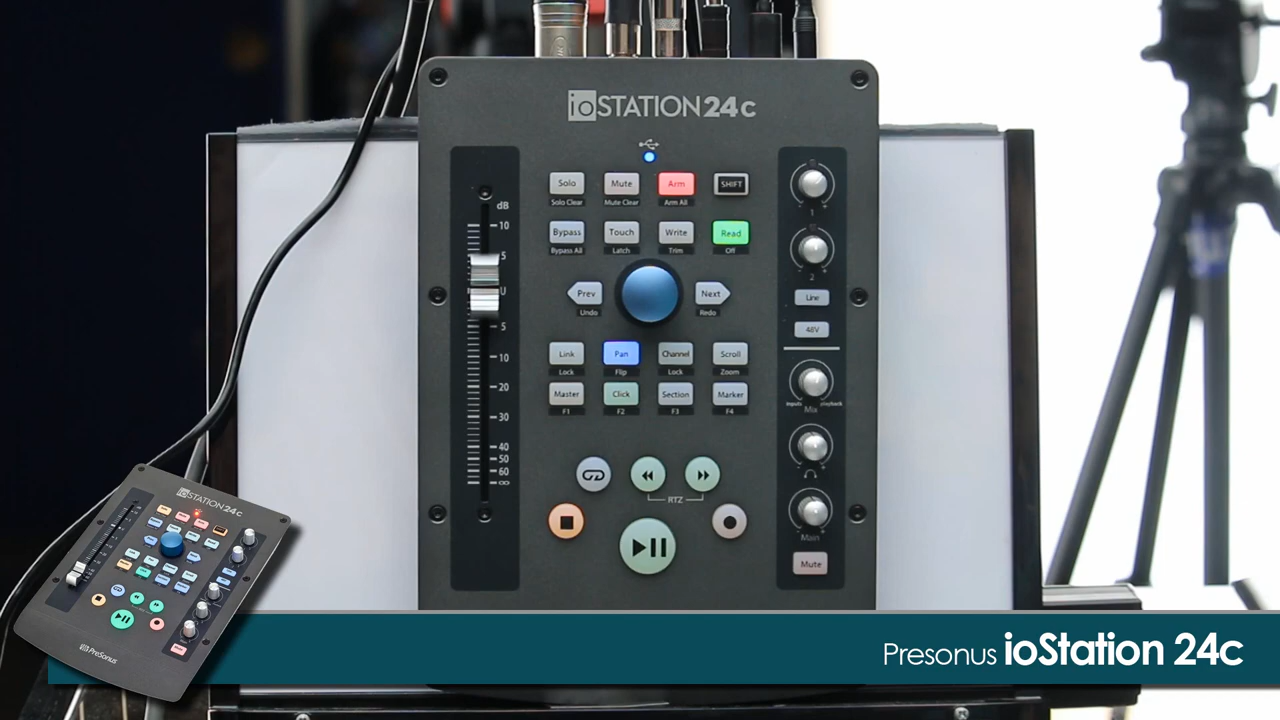 ioSTATION24c
Solo Mute Arm SHIFT
Solo Clear Mute Clear Arm All
Bypass Touch Write Read
Bypass All Latch Trim Off
Prev Next
Undo Redo
Link Pan Channel Scroll
Lock Flip Lock Zoom
Master Click Section Marker
F1 F2 F3 F4
RTZ
dB
10
5
U
5
10
20
30
40
50
60
∞
1
2
Line
48V
inputs playback
Mix
Main
Mute
ioSTATION24c
PreSonus
Presonus ioStation 24c